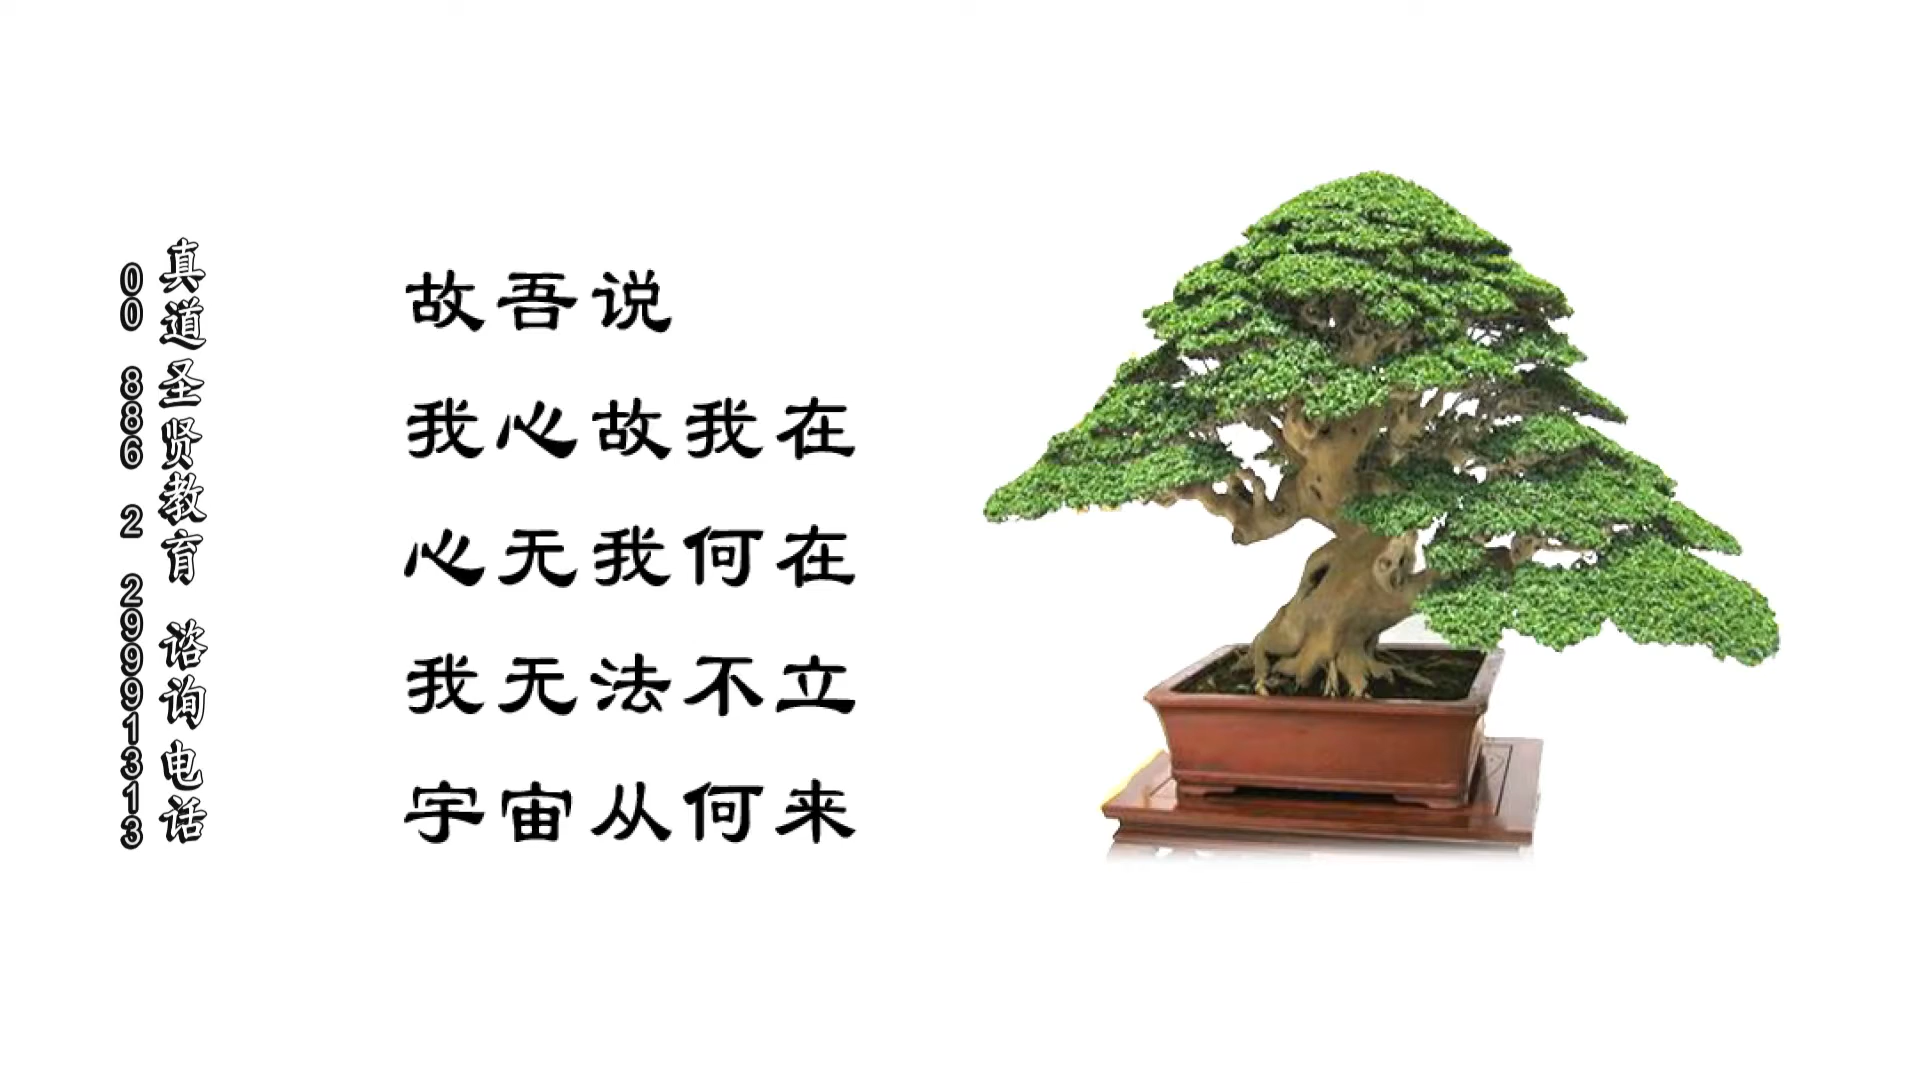 真道圣贤教育 咨询电话
00 886 2 29991313
故吾说
我心故我在
心无我何在
我无法不立
宇宙从何来